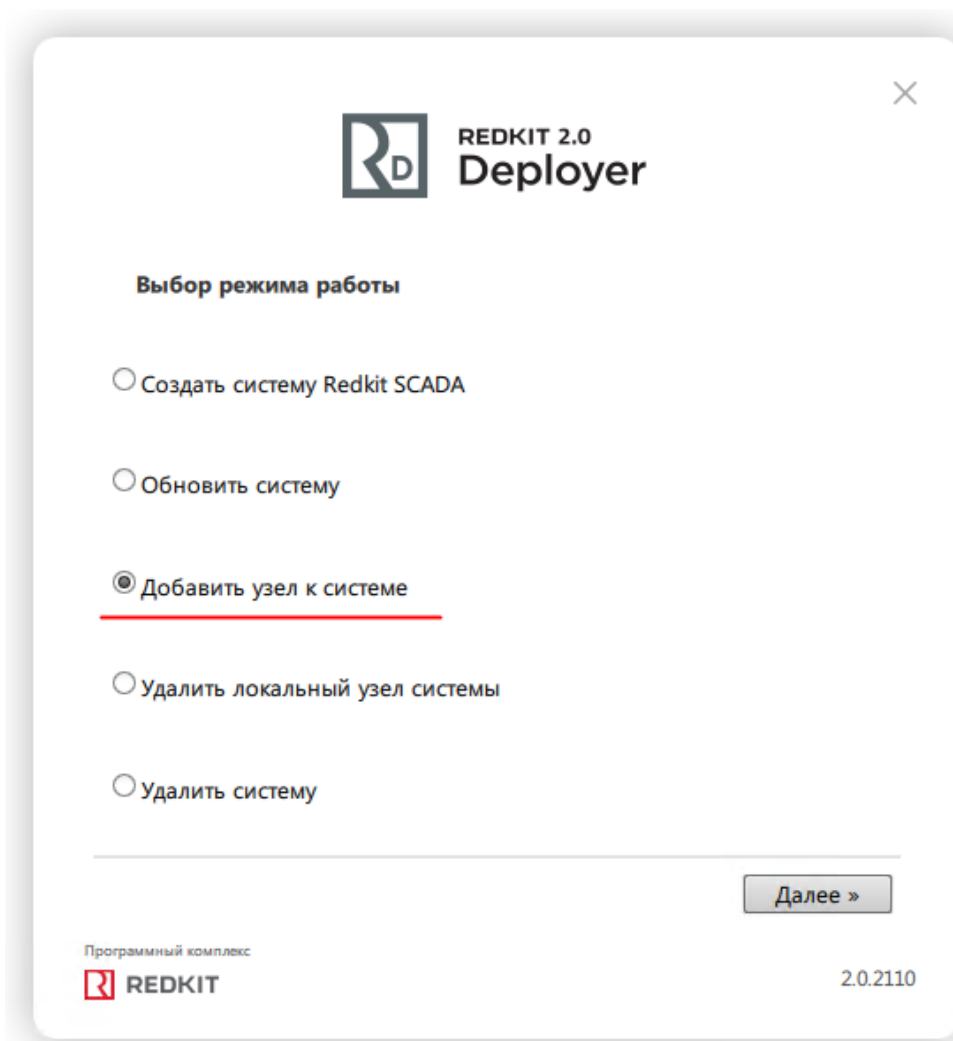 REDKIT 2.0
Deployer
Выбор режима работы
Создать систему Redkit SCADA
Обновить систему
Добавить узел к системе
Удалить локальный узел системы
Удалить систему
Далее »
Программный комплекс
REDKIT
2.0.2110